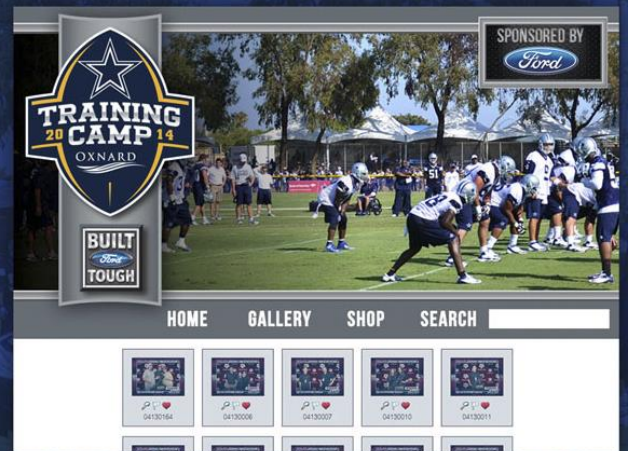 SPONSORED BY
Ford
TRAINING
20 CAMP 14
OXNARD
51
BUILT
Ford
TOUGH
HOME GALLERY SHOP SEARCH
04130164 04130006 04130007 04130010 04130011